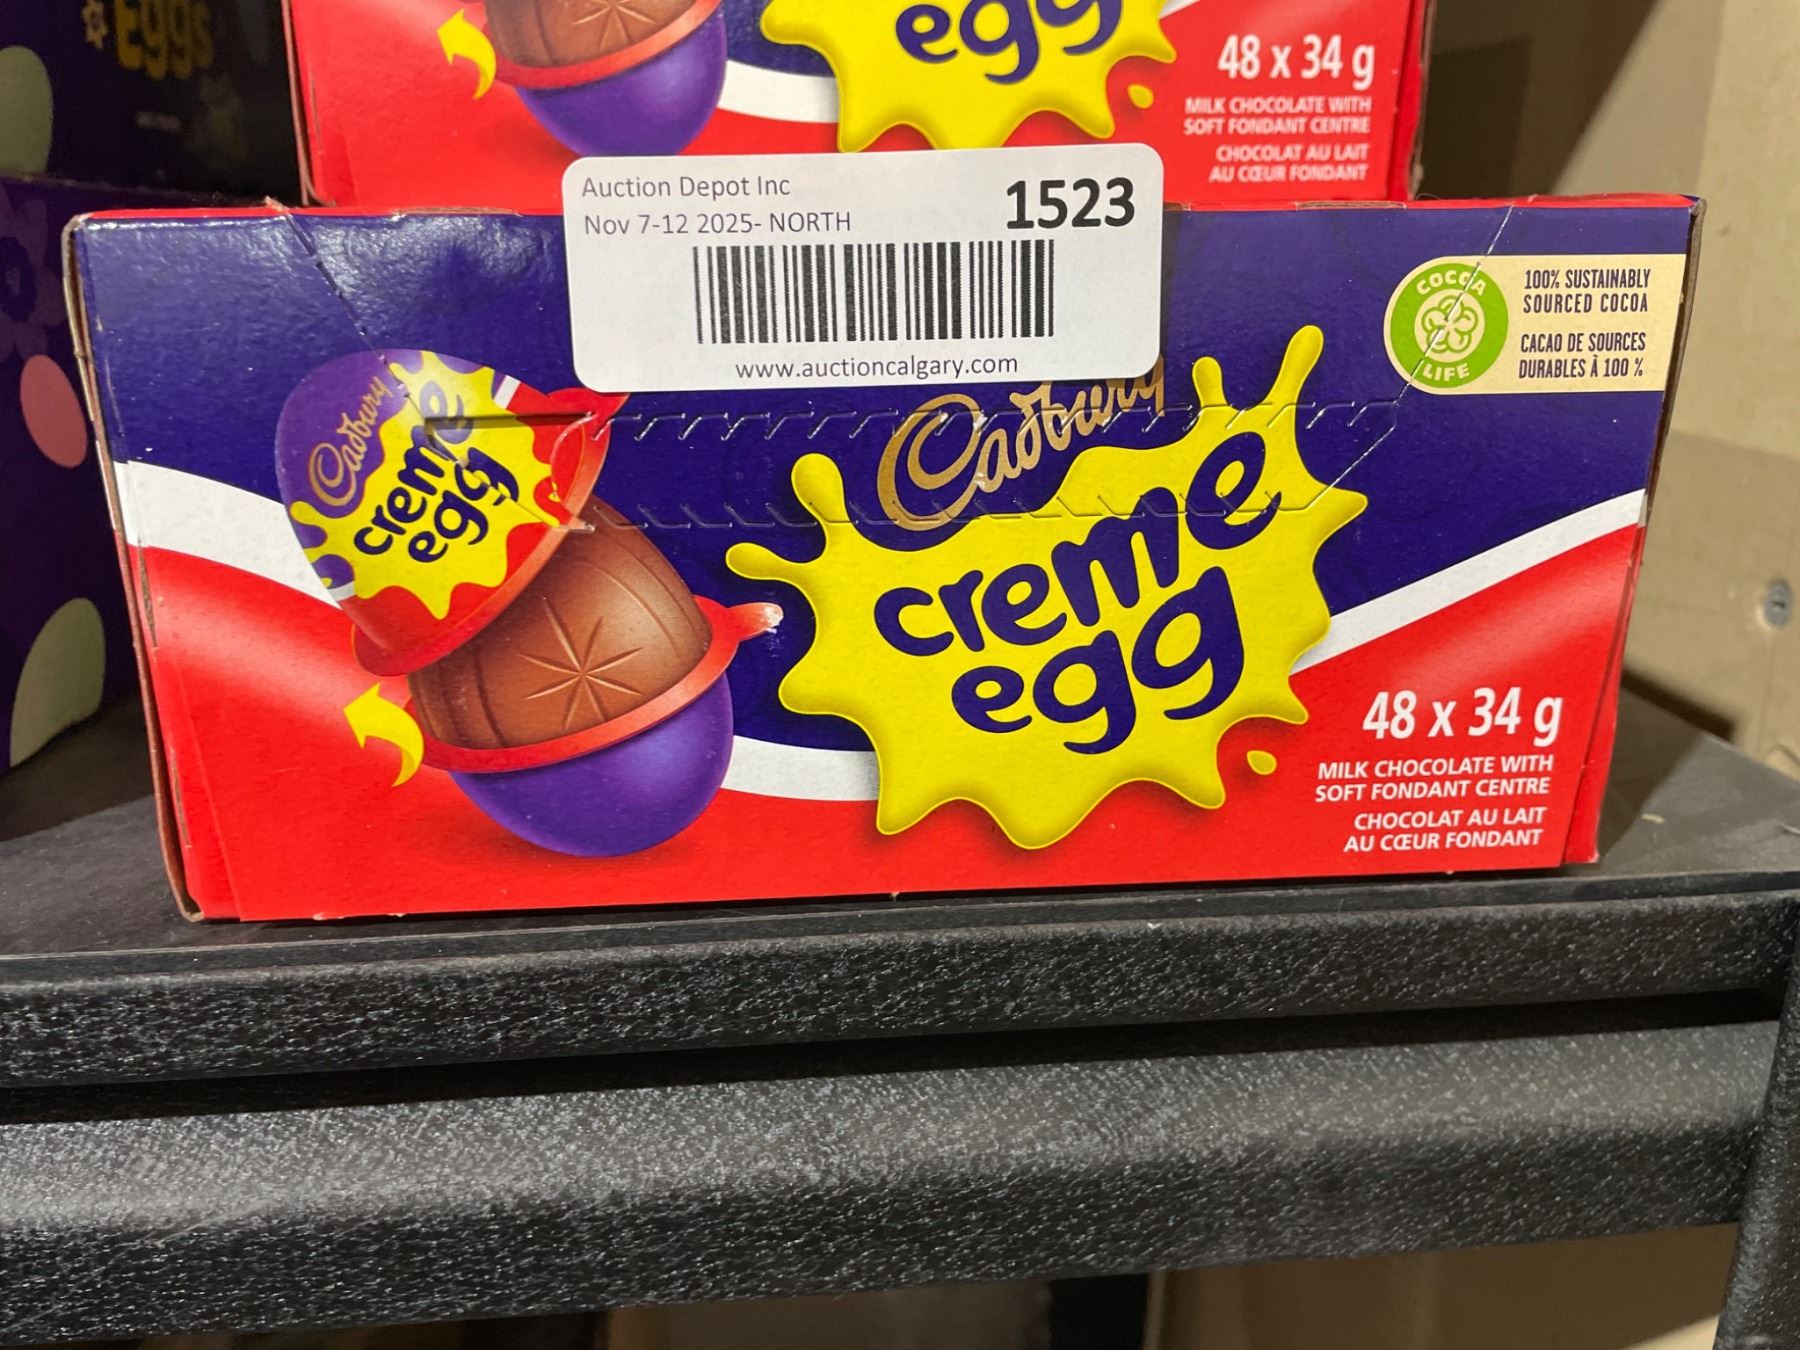 Eggs
egg
48 x 34 g
MILK CHOCOLATE WITH
SOFT FONDANT CENTRE
CHOCOLAT AU LAIT
AU CŒUR FONDANT
Auction Depot Inc
Nov 7-12 2025- NORTH
1523
www.auctioncalgary.com
COCOA
LIFE
100% SUSTAINABLY
SOURCED COCOA
CACAO DE SOURCES
DURABLES À 100 %
Cadbury
creme
egg
Cadbury
creme
egg
48 x 34 g
MILK CHOCOLATE WITH
SOFT FONDANT CENTRE
CHOCOLAT AU LAIT
AU CŒUR FONDANT